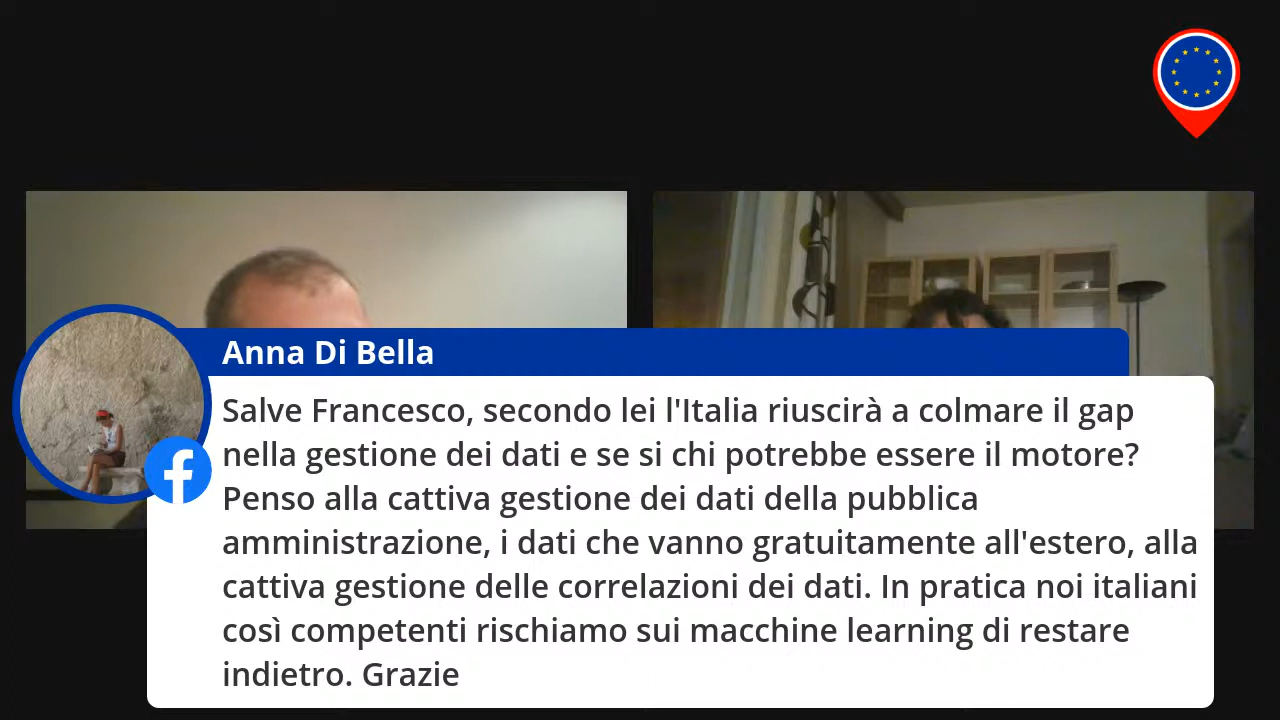 Anna Di Bella
Salve Francesco, secondo lei l'Italia riuscirà a colmare il gap
nella gestione dei dati e se si chi potrebbe essere il motore?
Penso alla cattiva gestione dei dati della pubblica
amministrazione, i dati che vanno gratuitamente all'estero, alla
cattiva gestione delle correlazioni dei dati. In pratica noi italiani
così competenti rischiamo sui macchine learning di restare
indietro. Grazie